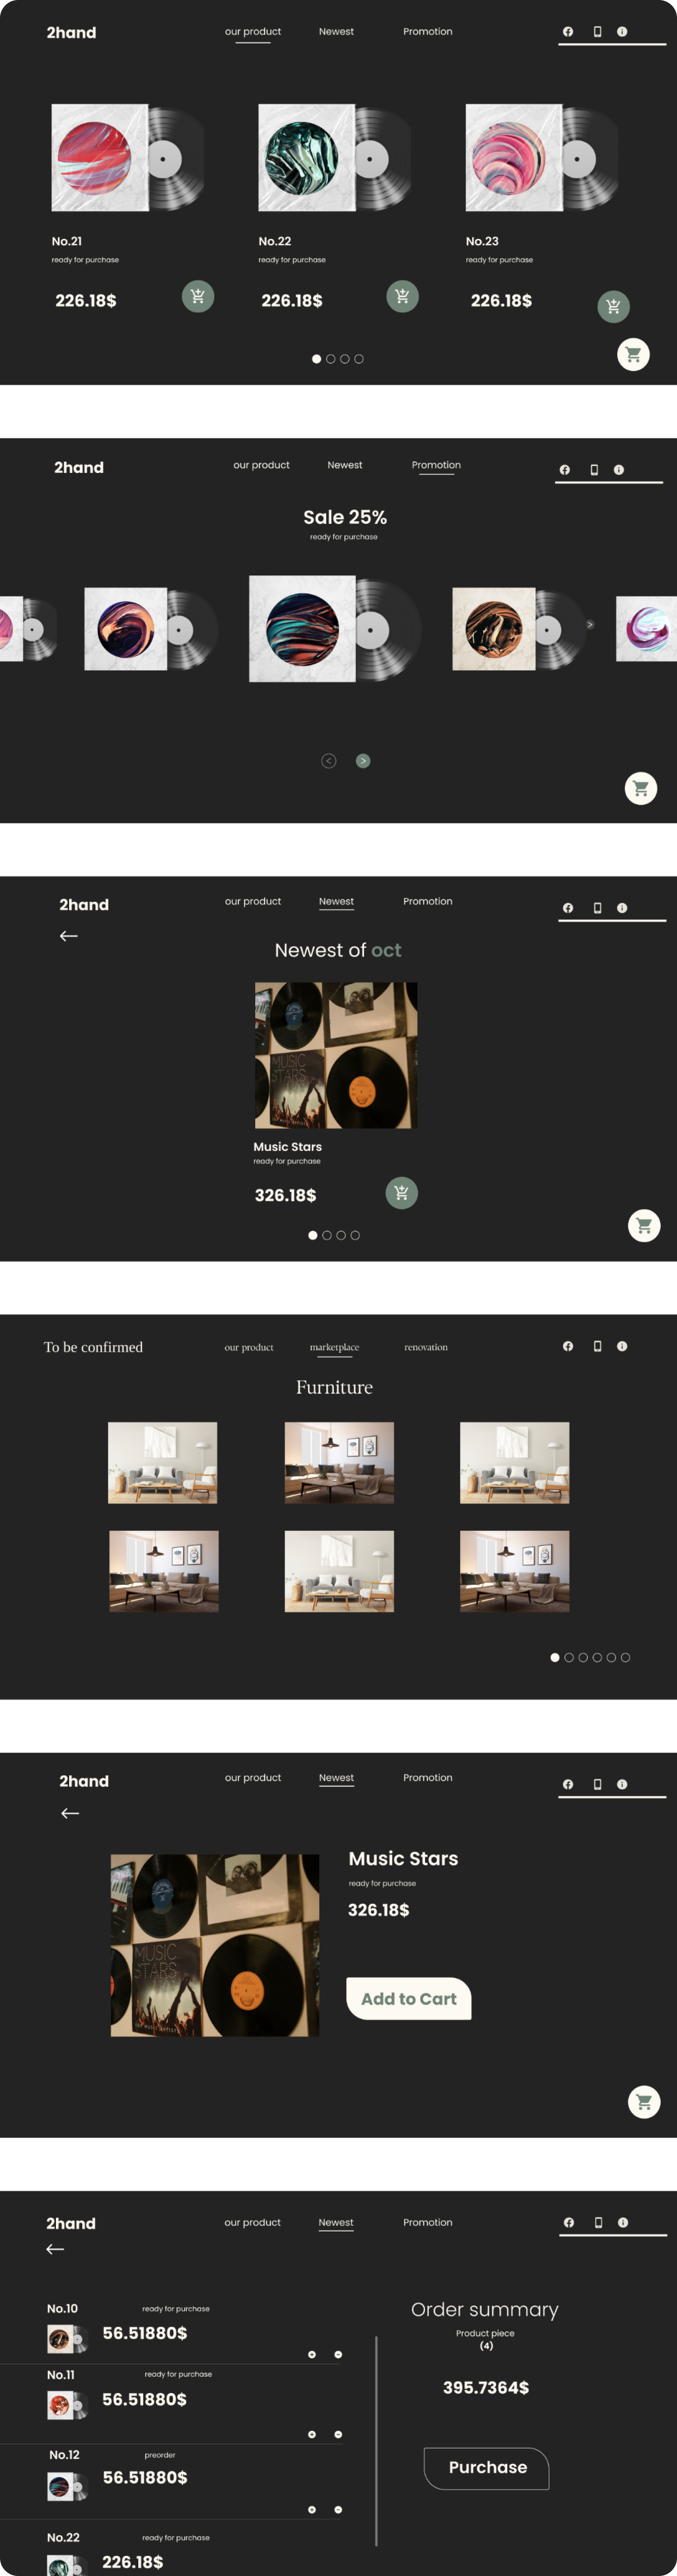 2hand our product Newest Promotion
No.21 No.22 No.23
ready for purchase ready for purchase ready for purchase
226.18$ 226.18$ 226.18$
2hand our product Newest Promotion
Sale 25%
ready for purchase
2hand our product Newest Promotion
Newest of oct
MUSIC
STARS
Music Stars
ready for purchase
326.18$
To be confirmed our product marketplace renovation
Furniture
2hand our product Newest Promotion
Music Stars
ready for purchase
326.18$
MUSIC
STARS
Add to Cart
2hand our product Newest Promotion
No.10 ready for purchase
56.51880$
No.11 ready for purchase
56.51880$
No.12 preorder
56.51880$
No.22 ready for purchase
226.18$
Order summary
Product piece
(4)
395.7364$
Purchase